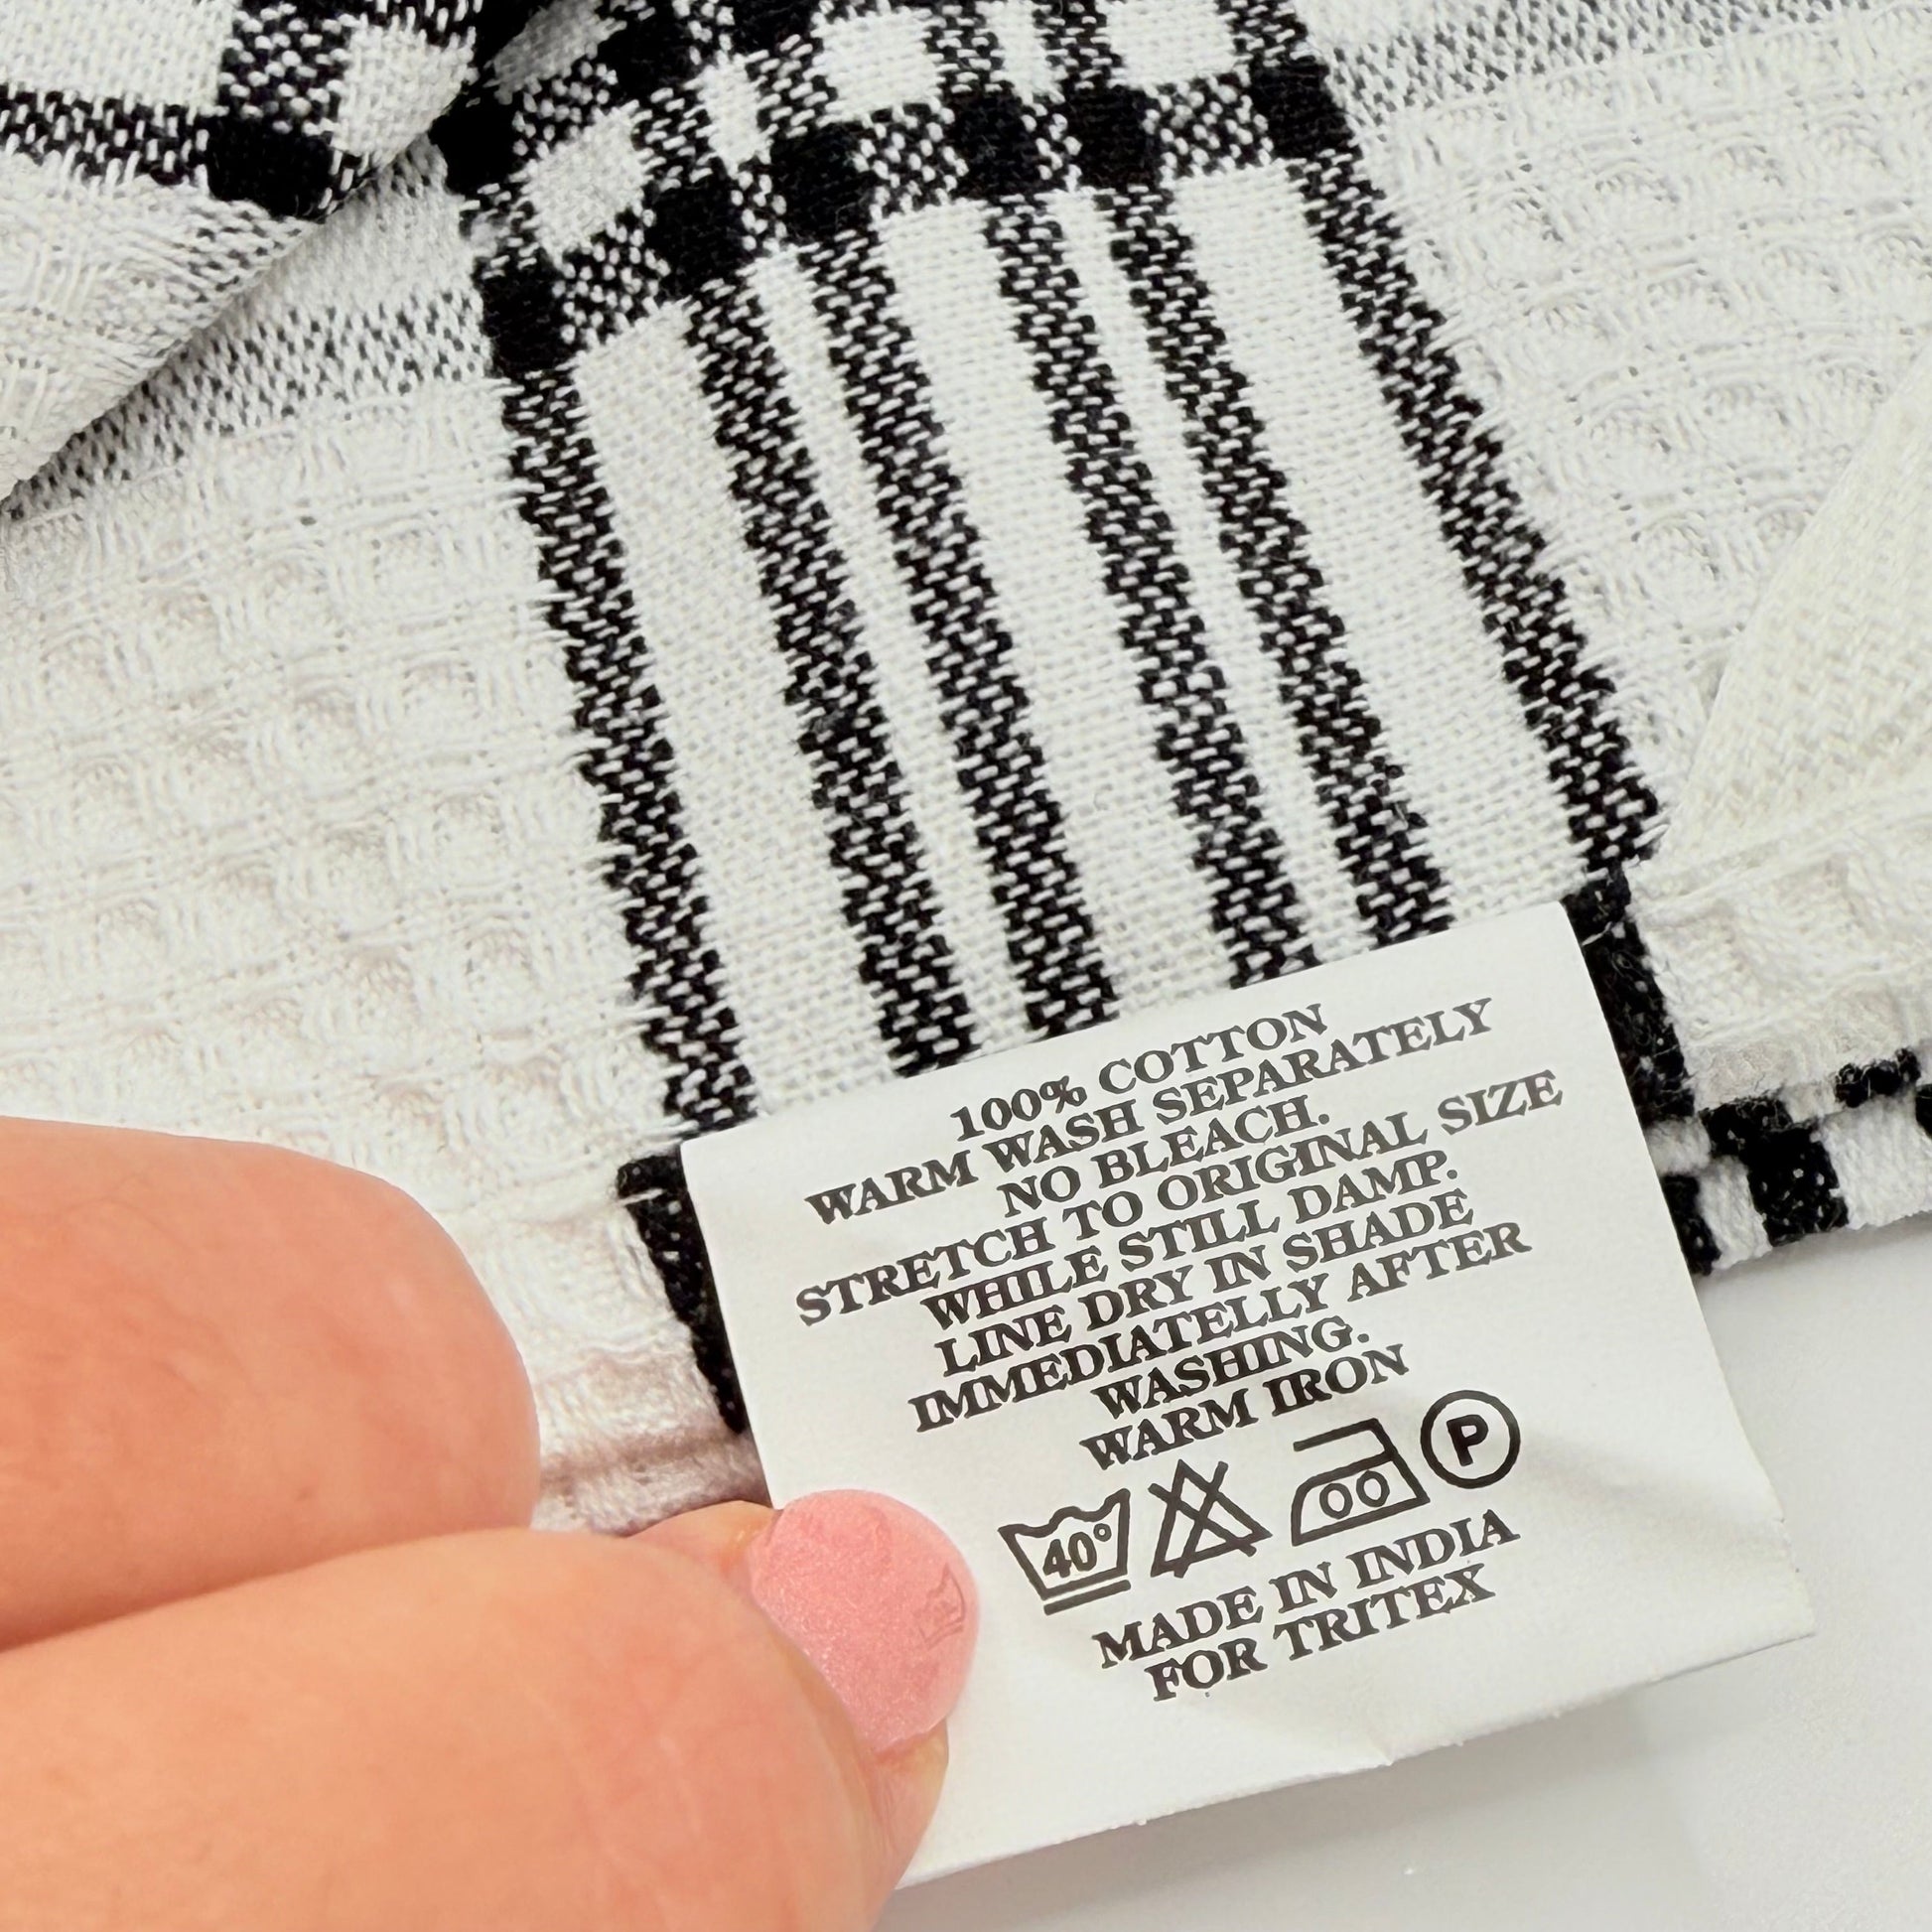 100% COTTON
WARM WASH SEPARATELY
NO BLEACH.
STRETCH TO ORIGINAL SIZE
WHILE STILL DAMP.
LINE DRY IN SHADE
IMMEDIATELLY AFTER
WASHING.
WARM IRON
40° P
MADE IN INDIA
FOR TRITEX